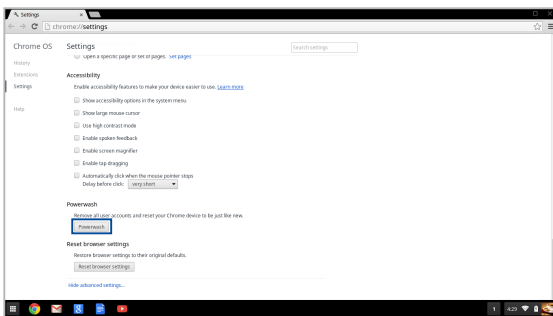 Settings
chrome://settings
Chrome OS
Settings
Search settings
History
Extensions
Settings
Help
Open a specific page or set of pages. Set pages
Accessibility
Enable accessibility features to make your device easier to use. Learn more
Show accessibility options in the system menu
Show large mouse cursor
Use high contrast mode
Enable spoken feedback
Enable screen magnifier
Enable tap dragging
Automatically click when the mouse pointer stops
Delay before click: very short
Powerwash
Remove all user accounts and reset your Chrome device to be just like new.
Powerwash
Reset browser settings
Restore browser settings to their original defaults.
Reset browser settings
Hide advanced settings...
8
1 4:29